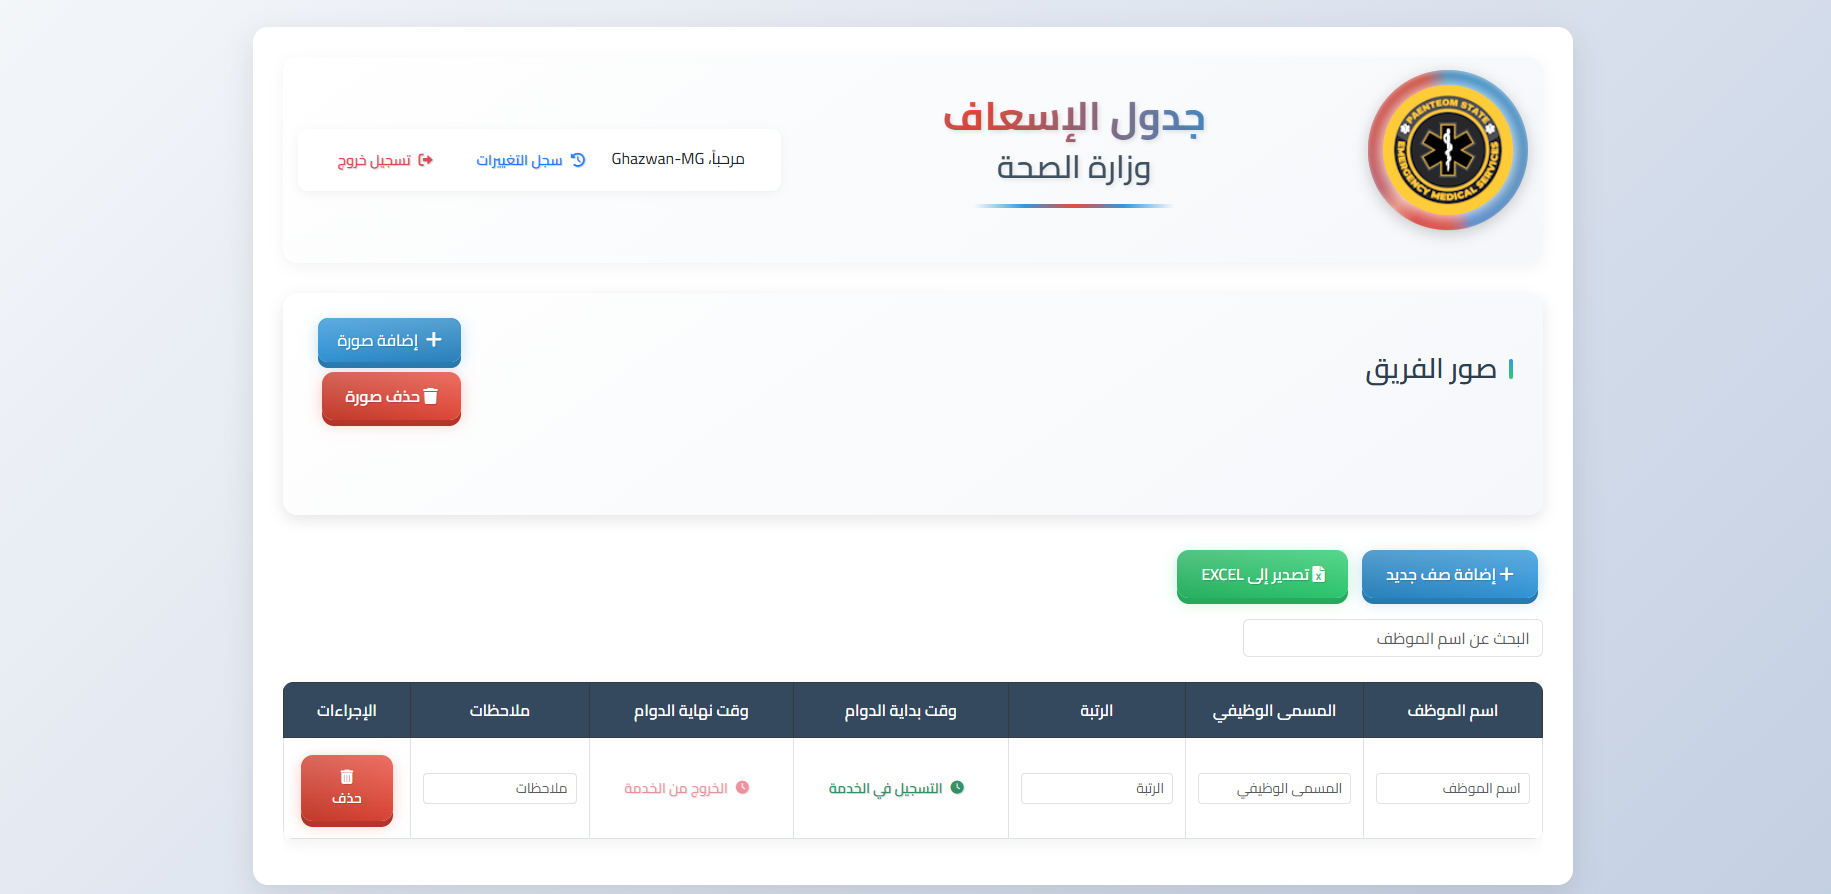 PAENTEOM STATE
EMERGENCY MEDICAL SERVICES
جدول الإسعاف
وزارة الصحة
مرحباً، Ghazwan-MG
سجل التغييرات
تسجيل خروج
صور الفريق
إضافة صورة
حذف صورة
إضافة صف جديد
تصدير إلى EXCEL
البحث عن اسم الموظف
اسم الموظف المسمى الوظيفي الرتبة وقت بداية الدوام وقت نهاية الدوام ملاحظات الإجراءات
اسم الموظف المسمى الوظيفي الرتبة التسجيل في الخدمة الخروج من الخدمة ملاحظات حذف